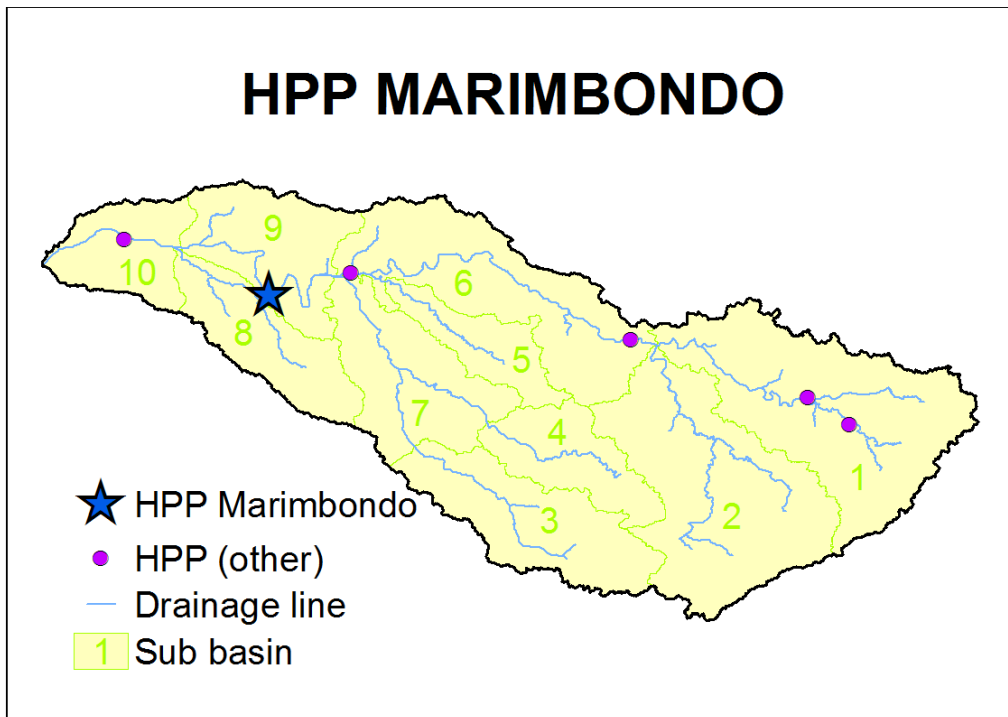 HPP MARIMBONDO
9
10
6
8
5
7
4
1
3
2
HPP Marimbondo
HPP (other)
Drainage line
1 Sub basin